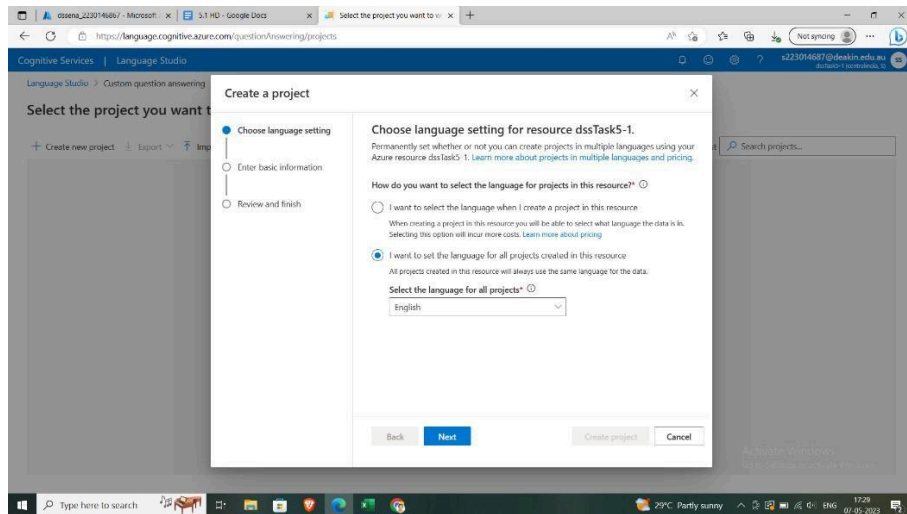 dssena_2230146867 - Microsoft
5.1 HD - Google Docs
Select the project you want to w
https://language.cognitive.azure.com/questionAnswering/projects
Not syncing
Cognitive Services | Language Studio
s223014687@deakin.edu.au
Language Studio > Custom question answering
Select the project you want t
+ Create new project
Export
Imp
Search projects...
Create a project
Choose language setting
Enter basic information
Review and finish
Choose language setting for resource dssTask5-1.
Permanently set whether or not you can create projects in multiple languages using your
Azure resource dssTask5-1. Learn more about projects in multiple languages and pricing.
How do you want to select the language for projects in this resource?*
I want to select the language when I create a project in this resource
When creating a project in this resource you will be able to select what language the data is in.
Selecting this option will incur more costs. Learn more about pricing
I want to set the language for all projects created in this resource
All projects created in this resource will always use the same language for the data.
Select the language for all projects*
English
Back
Next
Create project
Cancel
Activate Windows
Type here to search
29°C Partly sunny
ENG
17:29
07-05-2023